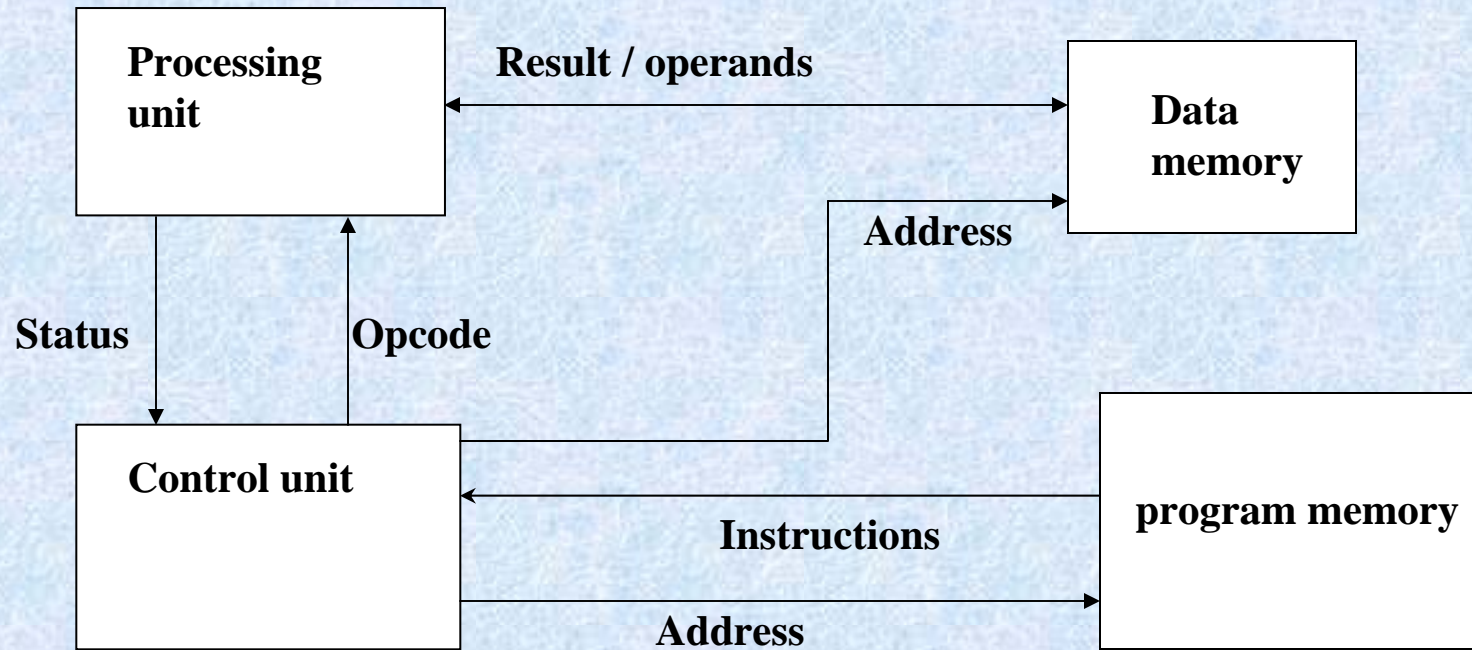 Processing
unit
Result / operands
Data
memory
Address
Status
Opcode
Control unit
Instructions
program memory
Address